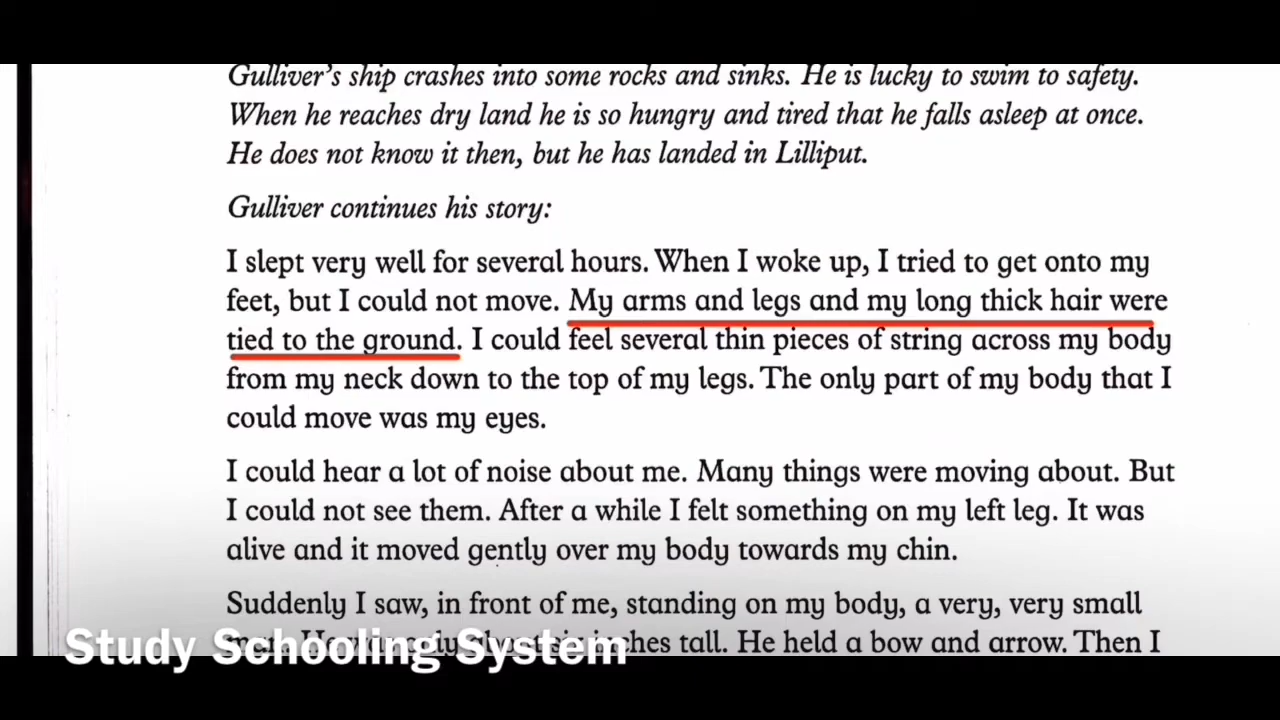 Gulliver's ship crashes into some rocks and sinks. He is lucky to swim to safety.
When he reaches dry land he is so hungry and tired that he falls asleep at once.
He does not know it then, but he has landed in Lilliput.
Gulliver continues his story:
I slept very well for several hours. When I woke up, I tried to get onto my
feet, but I could not move. My arms and legs and my long thick hair were
tied to the ground. I could feel several thin pieces of string across my body
from my neck down to the top of my legs. The only part of my body that I
could move was my eyes.
I could hear a lot of noise about me. Many things were moving about. But
I could not see them. After a while I felt something on my left leg. It was
alive and it moved gently over my body towards my chin.
Suddenly I saw, in front of me, standing on my body, a very, very small
tall. He held a bow and arrow. Then I
Study Schooling System